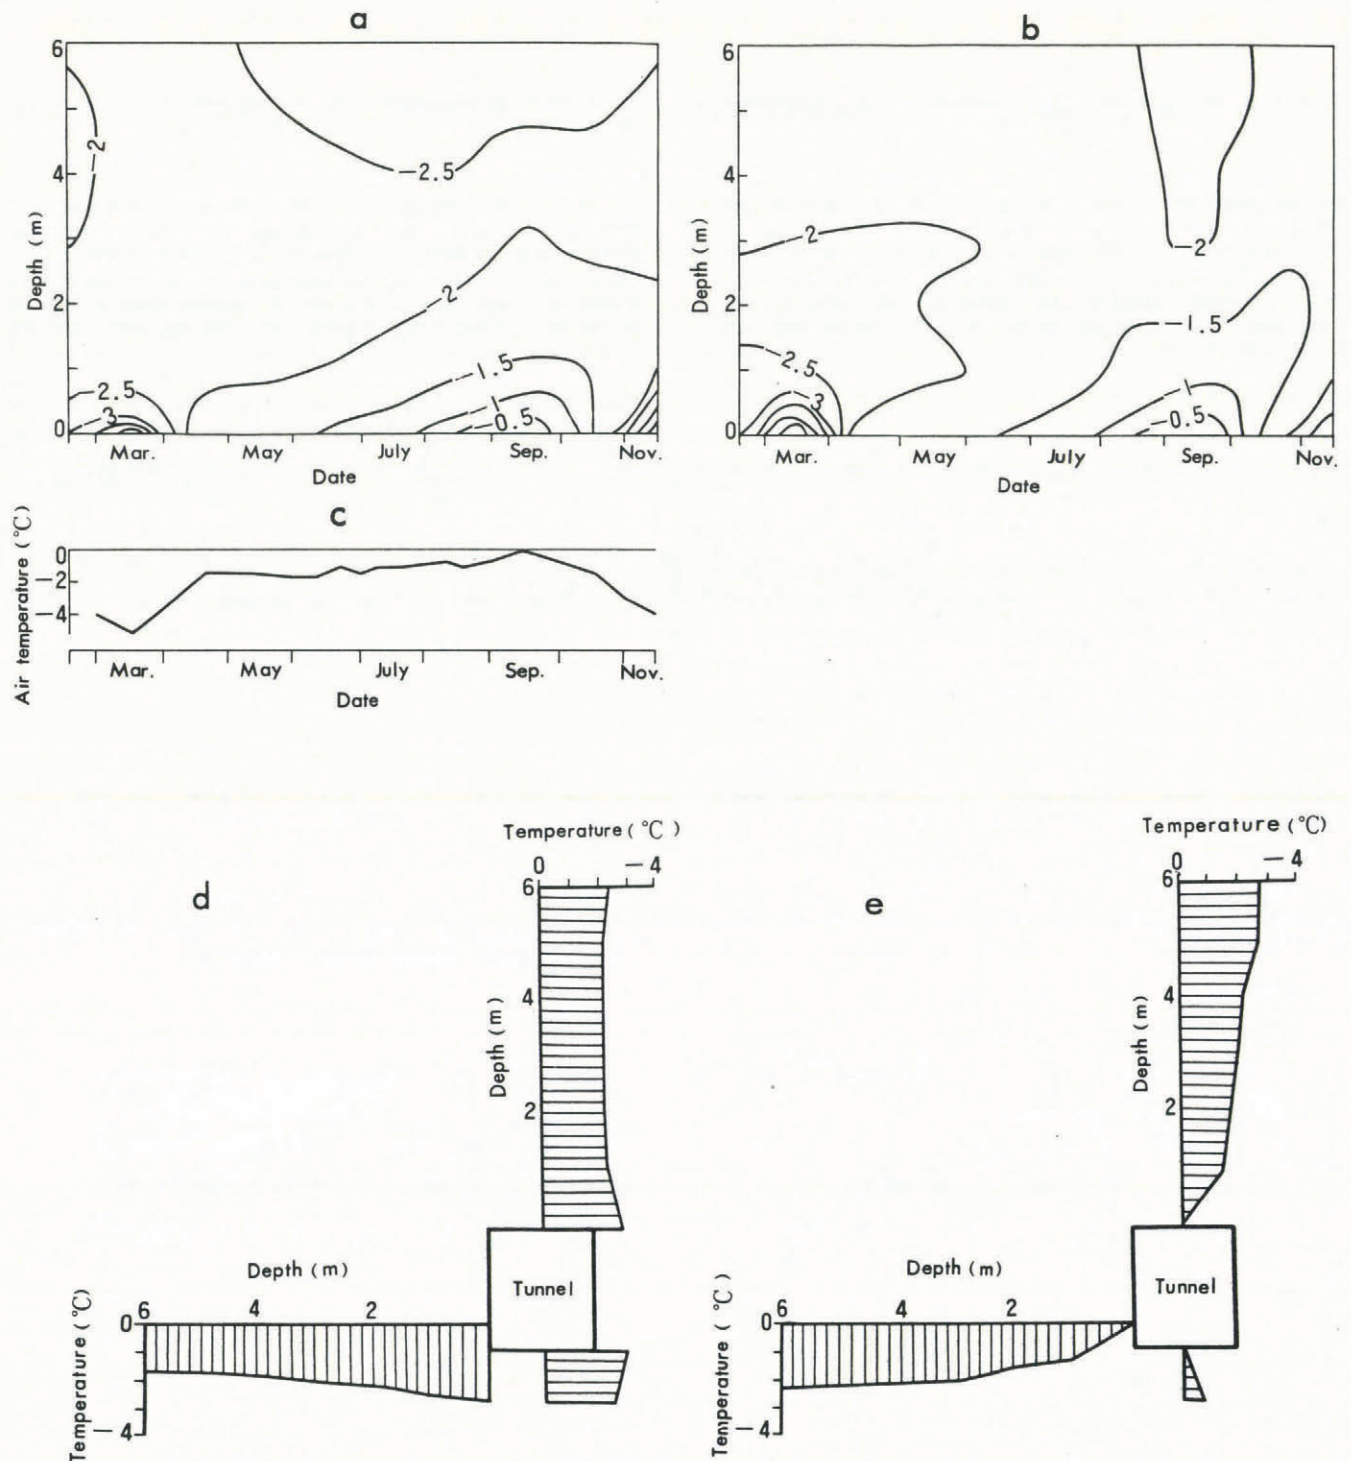 a
6
4
2
0
Depth (m)
−2
−2.5
−2
−2.5
−3
−1.5
−1
−0.5
Mar. May July Sep. Nov.
Date
b
6
4
2
0
Depth (m)
−2
−2
−2.5
−3
−1.5
−1
−0.5
Mar. May July Sep. Nov.
Date
c
0
−2
−4
Air temperature (°C)
Mar. May July Sep. Nov.
Date
d
Temperature (°C)
0 −4
6
4
2
Depth (m)
Tunnel
Depth (m)
6 4 2
0
−4
Temperature (°C)
e
Temperature (°C)
0 −4
6
4
2
Depth (m)
Tunnel
Depth (m)
6 4 2
0
−4
Temperature (°C)